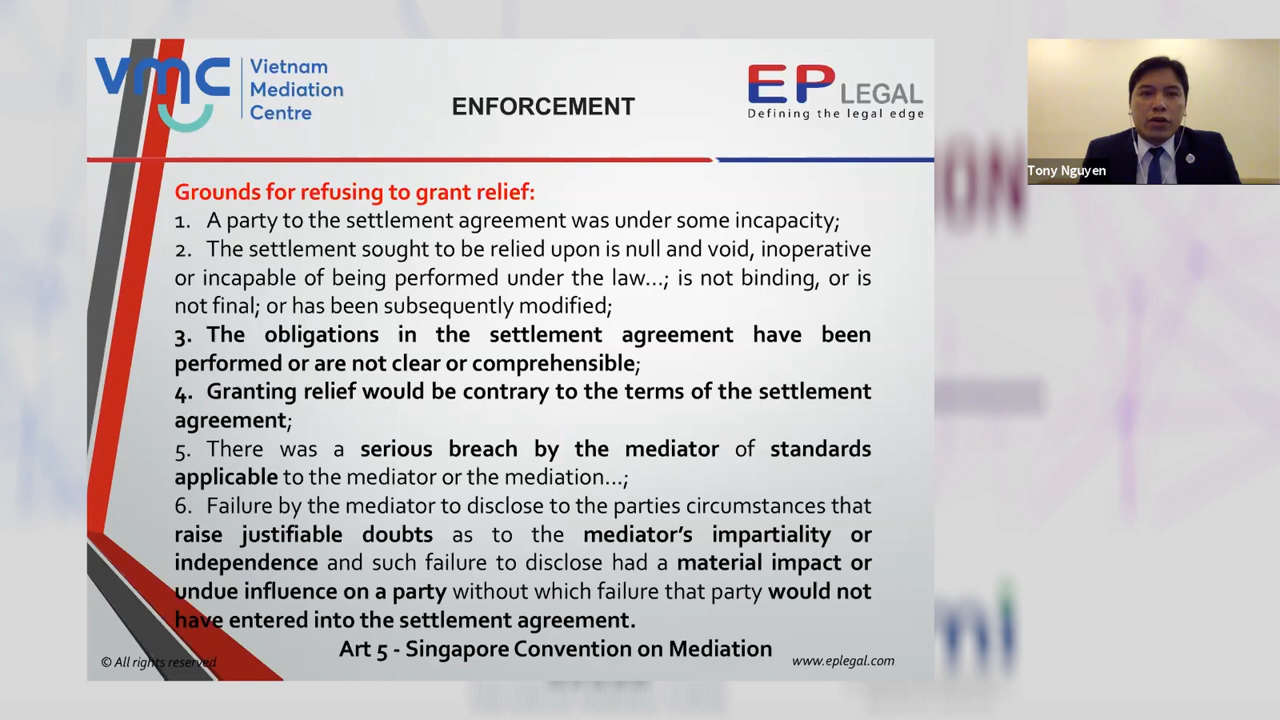 vmc
Vietnam
Mediation
Centre
ENFORCEMENT
EP LEGAL
Defining the legal edge
Tony Nguyen
ON
Grounds for refusing to grant relief:
1. A party to the settlement agreement was under some incapacity;
2. The settlement sought to be relied upon is null and void, inoperative
or incapable of being performed under the law...; is not binding, or is
not final; or has been subsequently modified;
3. The obligations in the settlement agreement have been
performed or are not clear or comprehensible;
4. Granting relief would be contrary to the terms of the settlement
agreement;
5. There was a serious breach by the mediator of standards
applicable to the mediator or the mediation...;
6. Failure by the mediator to disclose to the parties circumstances that
raise justifiable doubts as to the mediator's impartiality or
independence and such failure to disclose had a material impact or
undue influence on a party without which failure that party would not
have entered into the settlement agreement.
Art 5 - Singapore Convention on Mediation
© All rights reserved
www.eplegal.com